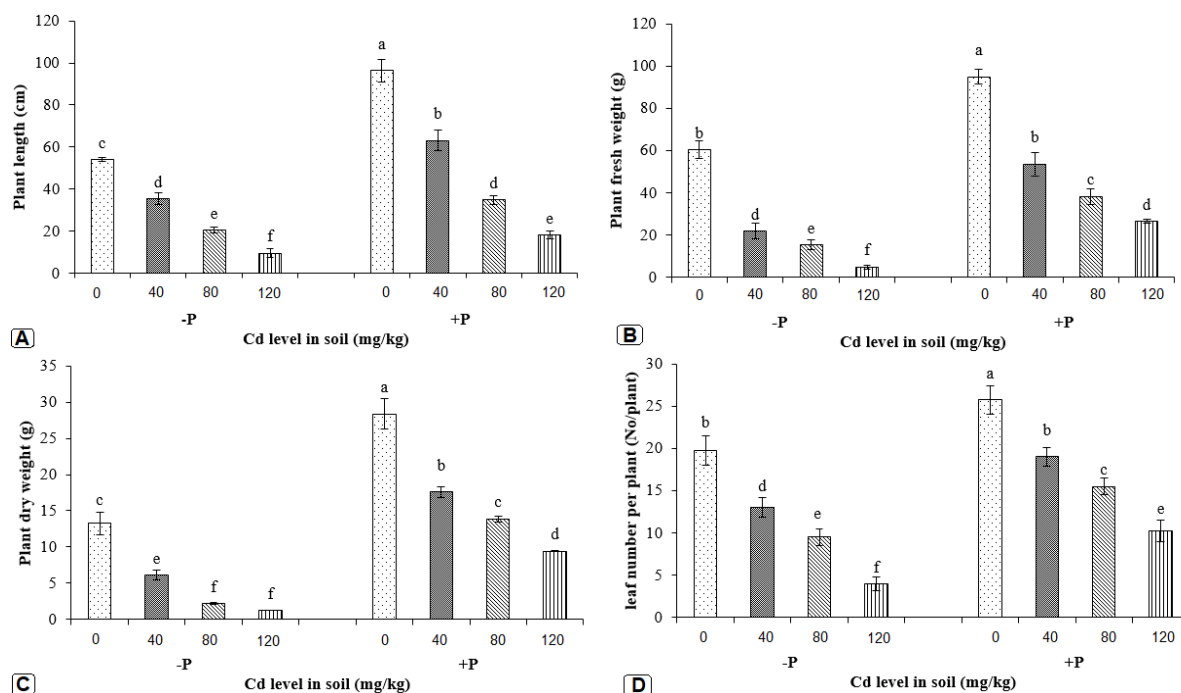 120
100
80
60
40
20
0
Plant length (cm)
c
d
e
f
a
b
d
e
0 40 80 120 0 40 80 120
-P +P
Cd level in soil (mg/kg)
A
120
100
80
60
40
20
0
Plant fresh weight (g)
b
d
e
f
a
b
c
d
0 40 80 120 0 40 80 120
-P +P
Cd level in soil (mg/kg)
B
35
30
25
20
15
10
5
0
Plant dry weight (g)
c
e
f
f
a
b
c
d
0 40 80 120 0 40 80 120
-P +P
Cd level in soil (mg/kg)
C
30
25
20
15
10
5
0
leaf number per plant (No/plant)
b
d
e
f
a
b
c
e
0 40 80 120 0 40 80 120
-P +P
Cd level in soil (mg/kg)
D